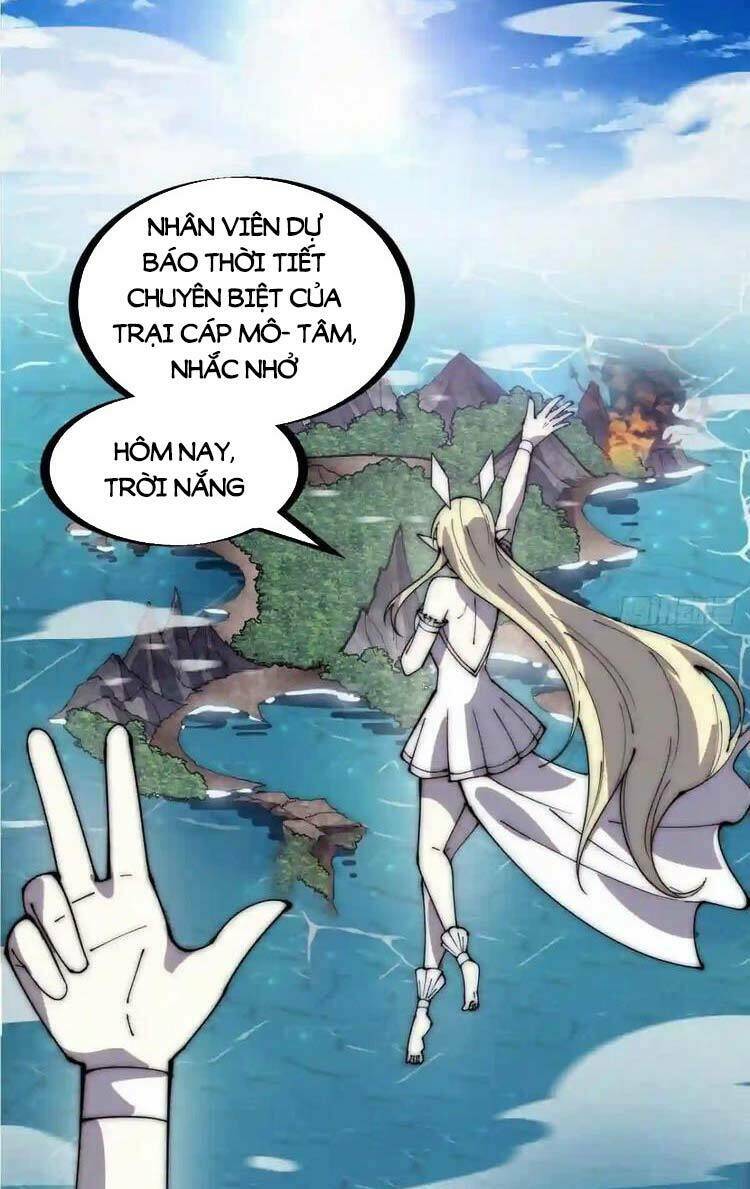 NHÂN VIÊN DỰ
BÁO THỜI TIẾT
CHUYÊN BIỆT CỦA
TRẠI CÁP MÔ- TÂM,
NHẮC NHỞ
HÔM NAY,
TRỜI NẮNG